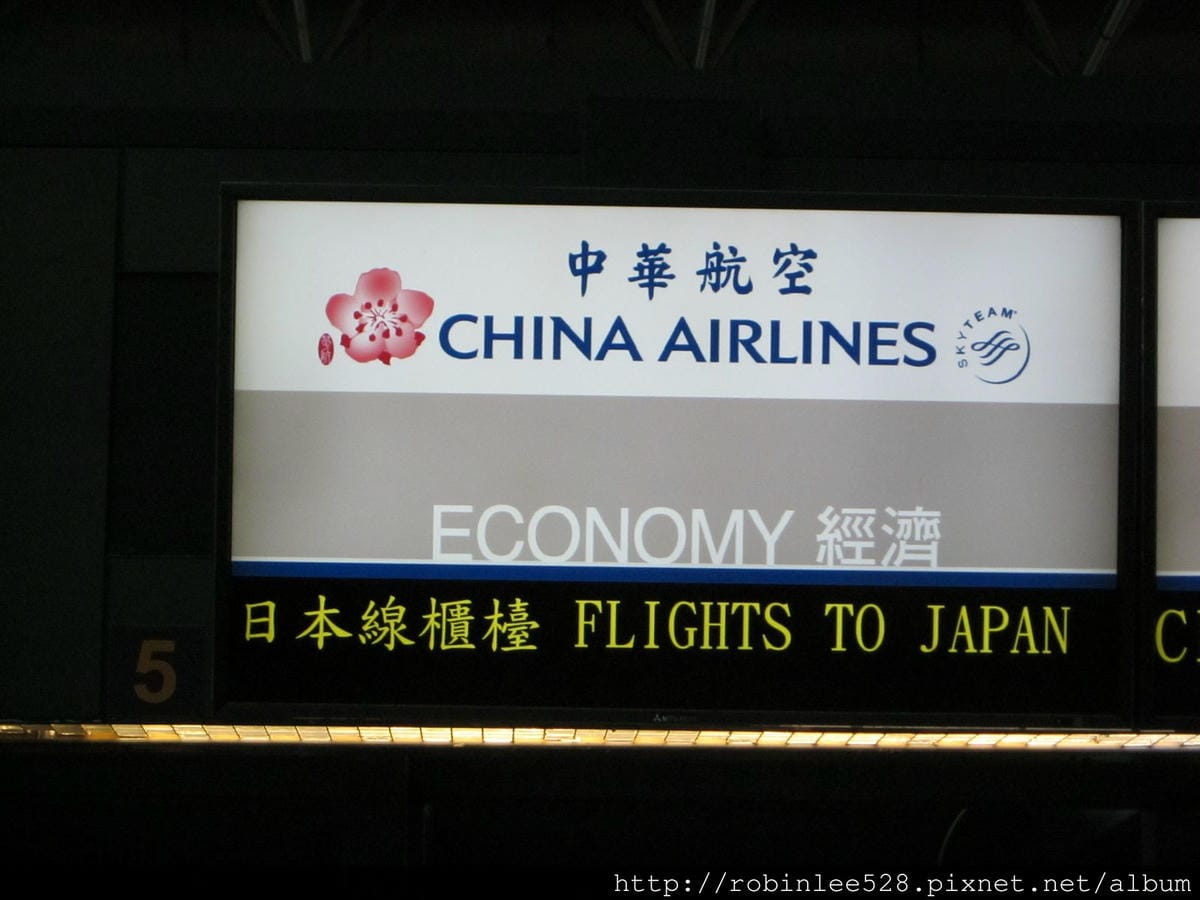 中華航空
CHINA AIRLINES
SKYTEAM
ECONOMY 經濟
日本線櫃檯 FLIGHTS TO JAPAN
5
http://robinlee528.pixnet.net/album